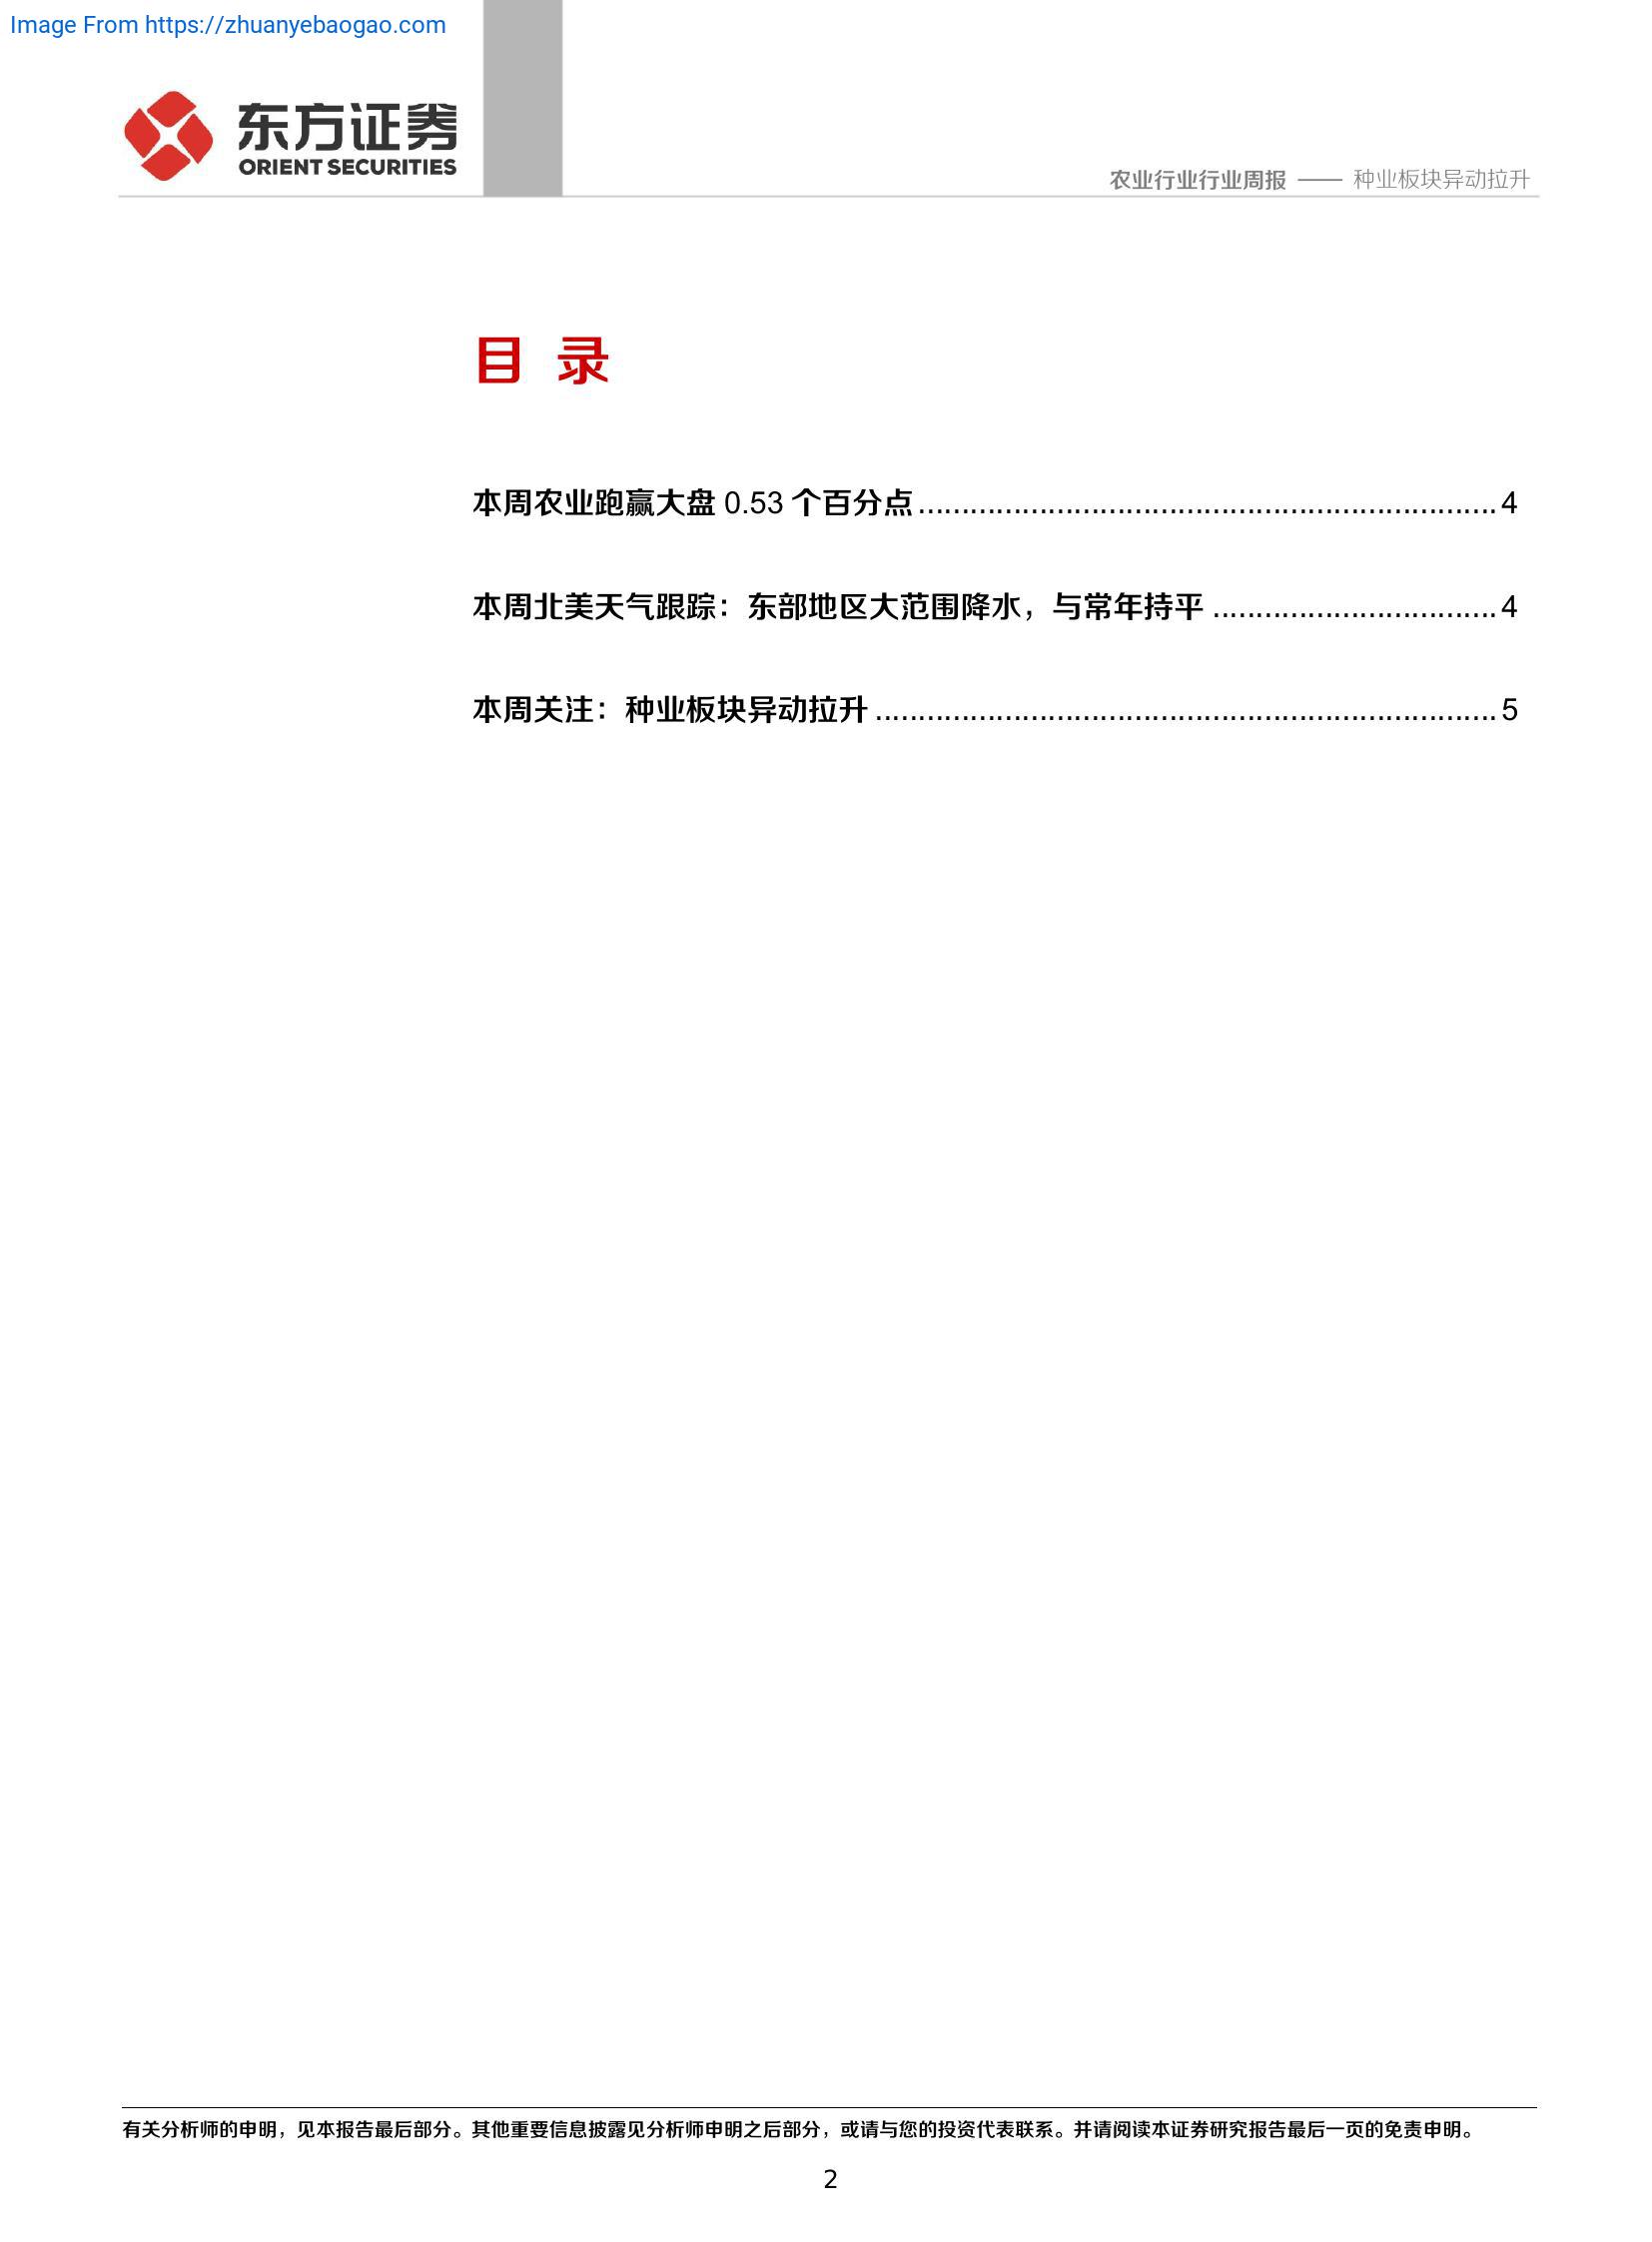 Image From https://zhuanyebaogao.com
东方证券
ORIENT SECURITIES
农业行业行业周报 —— 种业板块异动拉升
目 录
本周农业跑赢大盘 0.53 个百分点 ................................................................... 4
本周北美天气跟踪：东部地区大范围降水，与常年持平 ................................. 4
本周关注：种业板块异动拉升 ........................................................................ 5
有关分析师的申明，见本报告最后部分。其他重要信息披露见分析师申明之后部分，或请与您的投资代表联系。并请阅读本证券研究报告最后一页的免责申明。
2